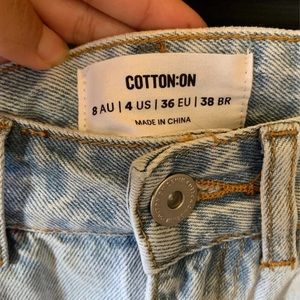 COTTON:ON
8 AU | 4 US | 36 EU | 38 BR
MADE IN CHINA